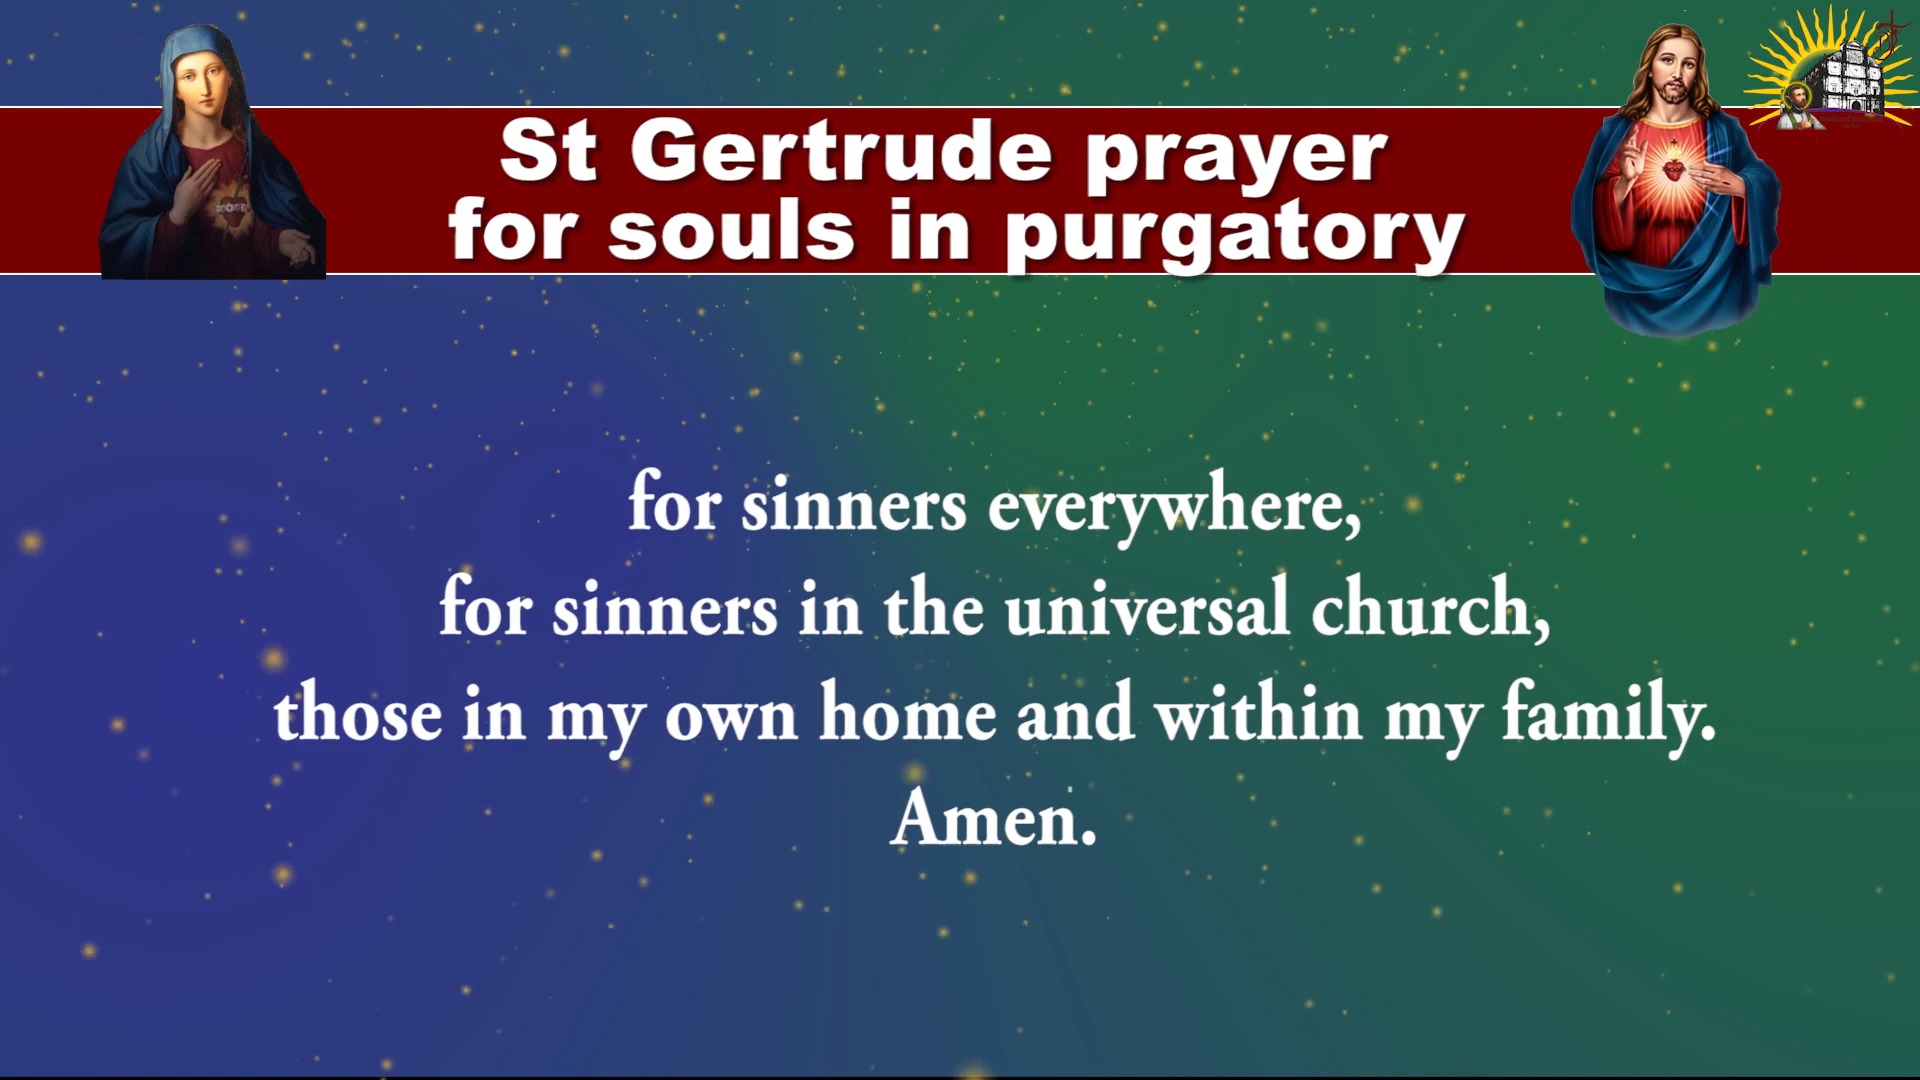 St Gertrude prayer
for souls in purgatory
for sinners everywhere,
for sinners in the universal church,
those in my own home and within my family.
Amen.